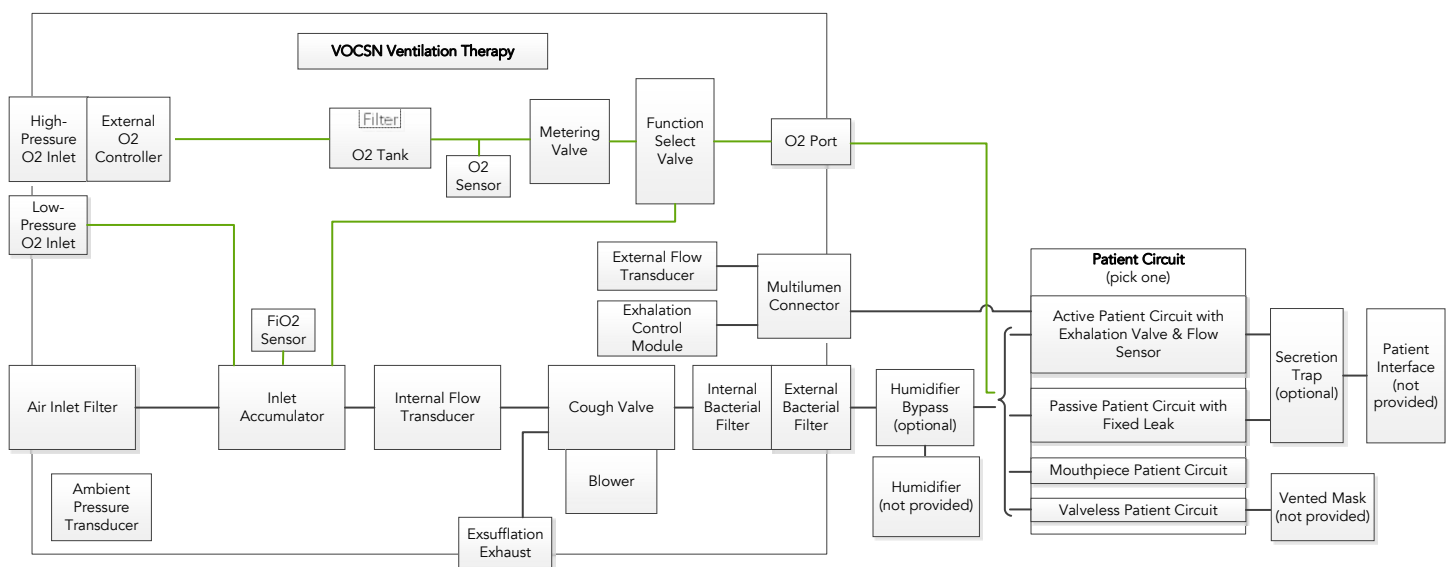 VOCSN Ventilation Therapy
High-
Pressure
O2 Inlet
External
O2
Controller
Filter
O2 Tank
O2
Sensor
Metering
Valve
Function
Select
Valve
O2 Port
Low-
Pressure
O2 Inlet
External Flow
Transducer
Exhalation
Control
Module
Multilumen
Connector
Patient Circuit
(pick one)
Active Patient Circuit with
Exhalation Valve & Flow
Sensor
Passive Patient Circuit with
Fixed Leak
Mouthpiece Patient Circuit
Valveless Patient Circuit
Secretion
Trap
(optional)
Patient
Interface
(not
provided)
Vented Mask
(not provided)
FiO2
Sensor
Air Inlet Filter
Inlet
Accumulator
Internal Flow
Transducer
Cough Valve
Blower
Internal
Bacterial
Filter
External
Bacterial
Filter
Humidifier
Bypass
(optional)
Humidifier
(not provided)
Ambient
Pressure
Transducer
Exsufflation
Exhaust